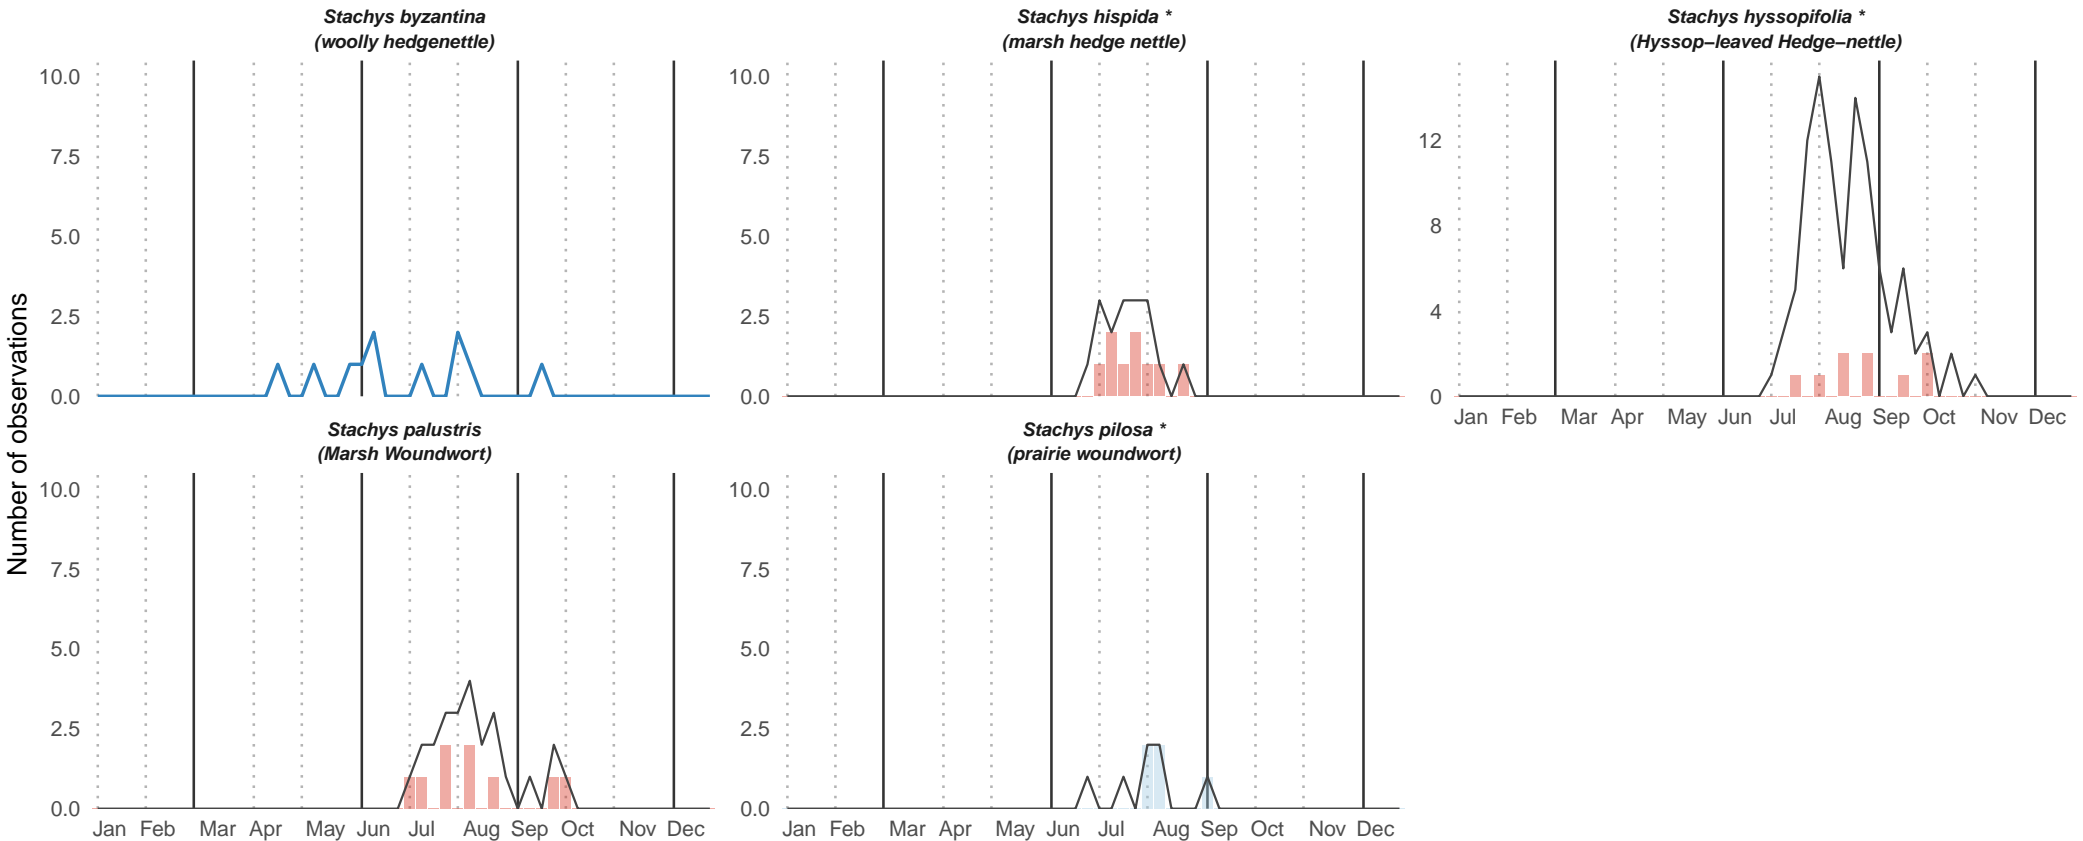 Stachys byzantina
(woolly hedgenettle)
Stachys hispida *
(marsh hedge nettle)
Stachys hyssopifolia *
(Hyssop–leaved Hedge–nettle)
10.0
7.5
5.0
2.5
0.0
10.0
7.5
5.0
2.5
0.0
12
8
4
0
Jan Feb Mar Apr May Jun Jul Aug Sep Oct Nov Dec
Number of observations
Stachys palustris
(Marsh Woundwort)
Stachys pilosa *
(prairie woundwort)
10.0
7.5
5.0
2.5
0.0
Jan Feb Mar Apr May Jun Jul Aug Sep Oct Nov Dec
10.0
7.5
5.0
2.5
0.0
Jan Feb Mar Apr May Jun Jul Aug Sep Oct Nov Dec